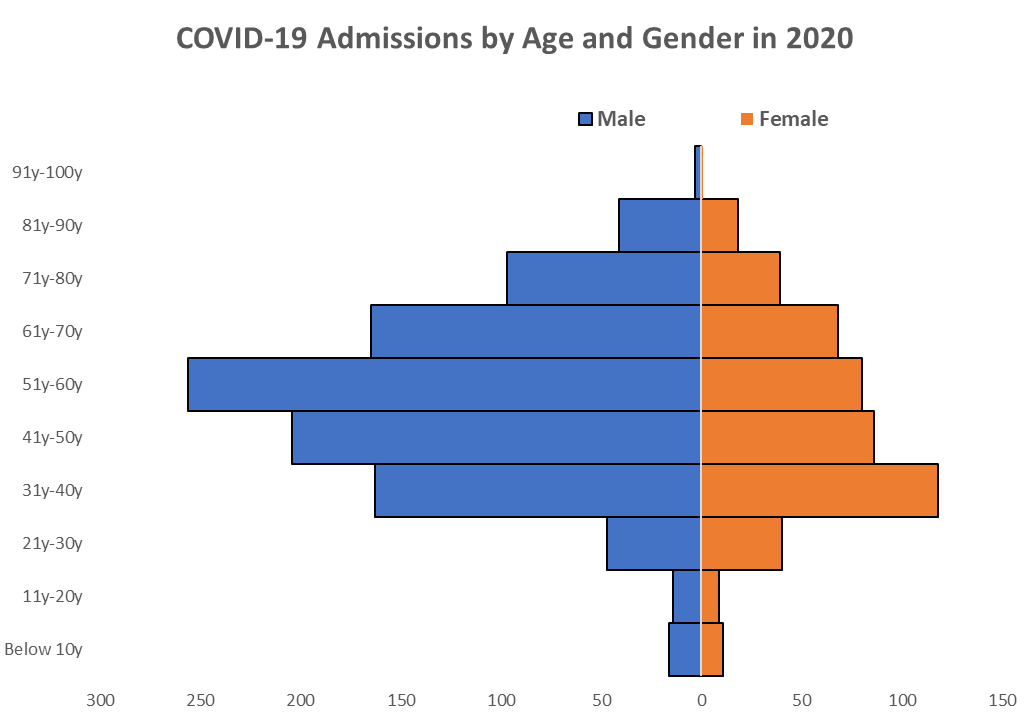 COVID-19 Admissions by Age and Gender in 2020
Male Female
91y-100y
81y-90y
71y-80y
61y-70y
51y-60y
41y-50y
31y-40y
21y-30y
11y-20y
Below 10y
300 250 200 150 100 50 0 50 100 150